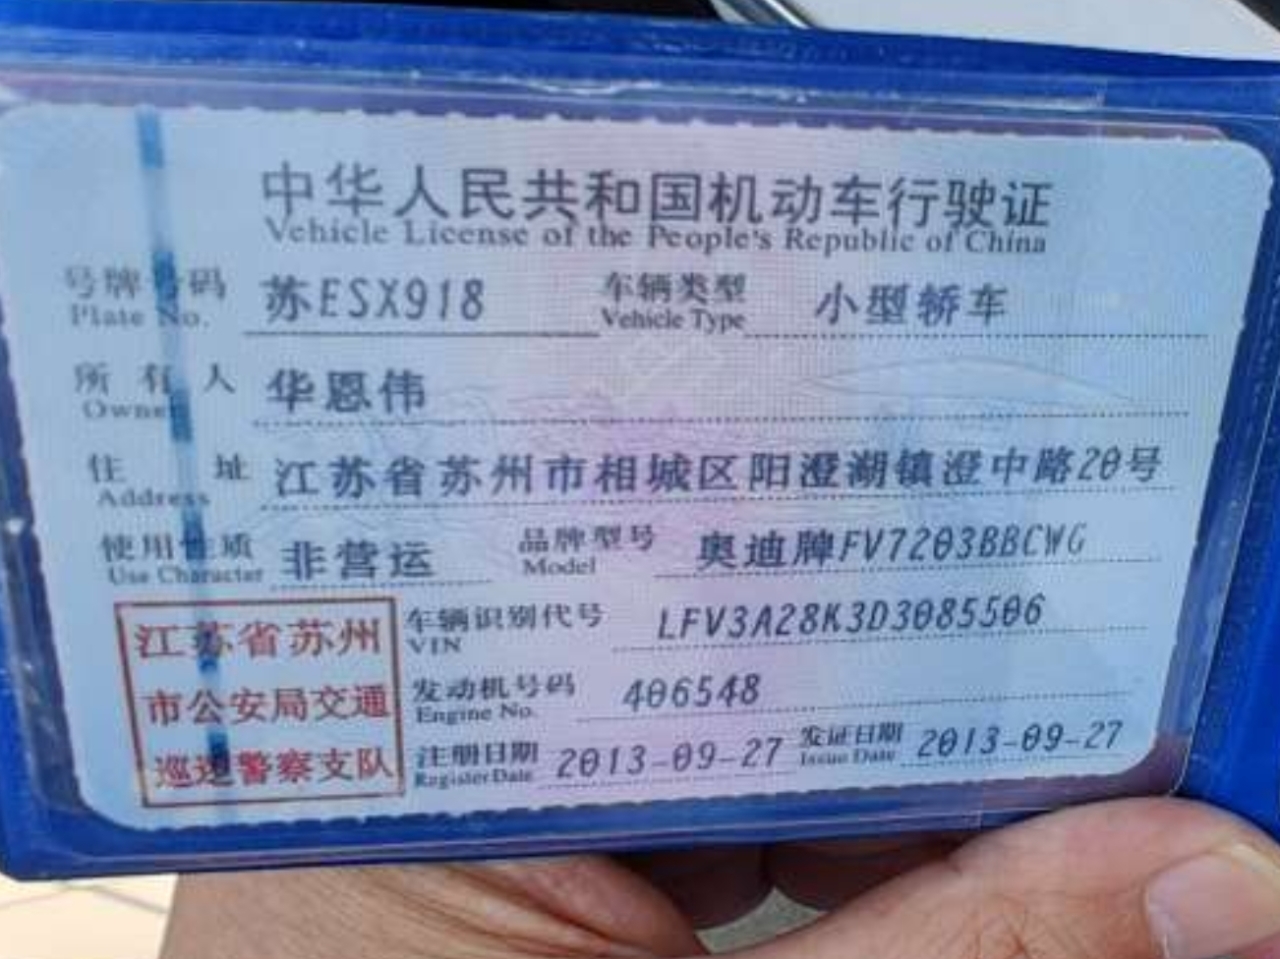 中华人民共和国机动车行驶证
Vehicle License of the People's Republic of China
号牌号码 苏ESX918 车辆类型 小型轿车
Plate No. Vehicle Type
所有人 华恩伟
Owner
住址 江苏省苏州市相城区阳澄湖镇澄中路20号
Address
使用性质 非营运 品牌型号 奥迪牌FV7203BBCWG
Use Character Model
江苏省苏州
市公安局交通
巡逻警察支队
车辆识别代号 LFV3A28K3D3085506
VIN
发动机号码 406548
Engine No.
注册日期 2013-09-27 发证日期 2013-09-27
Register Date Issue Date